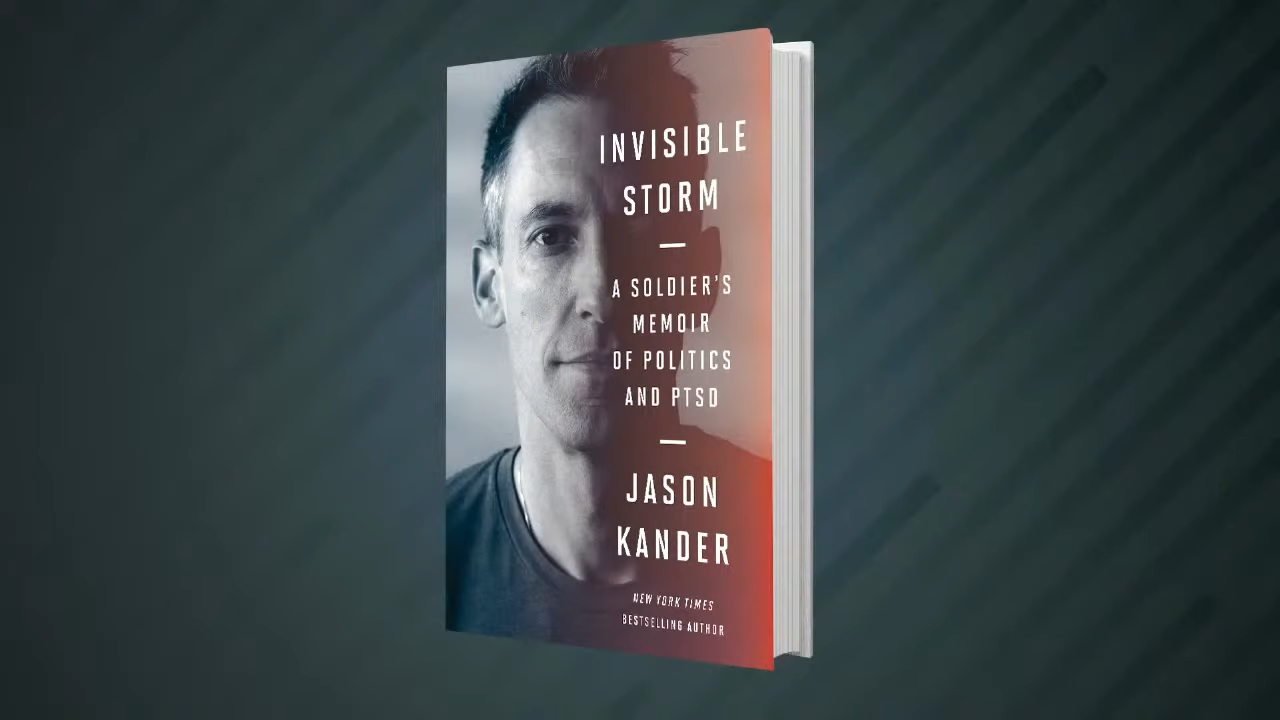 INVISIBLE
STORM
A SOLDIER'S
MEMOIR
OF POLITICS
AND PTSD
JASON
KANDER
NEW YORK TIMES
BESTSELLING AUTHOR